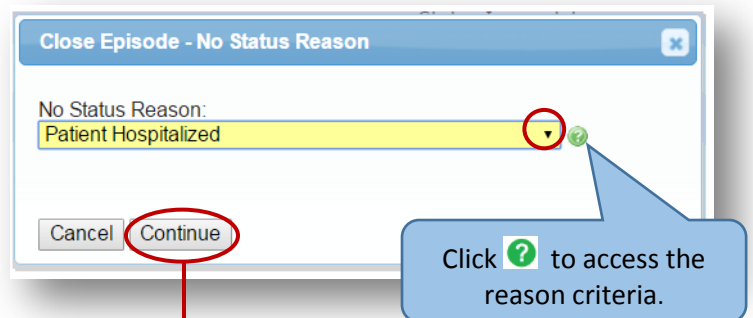 Close Episode - No Status Reason
x
No Status Reason:
Patient Hospitalized
?
Cancel Continue
Click ? to access the
reason criteria.